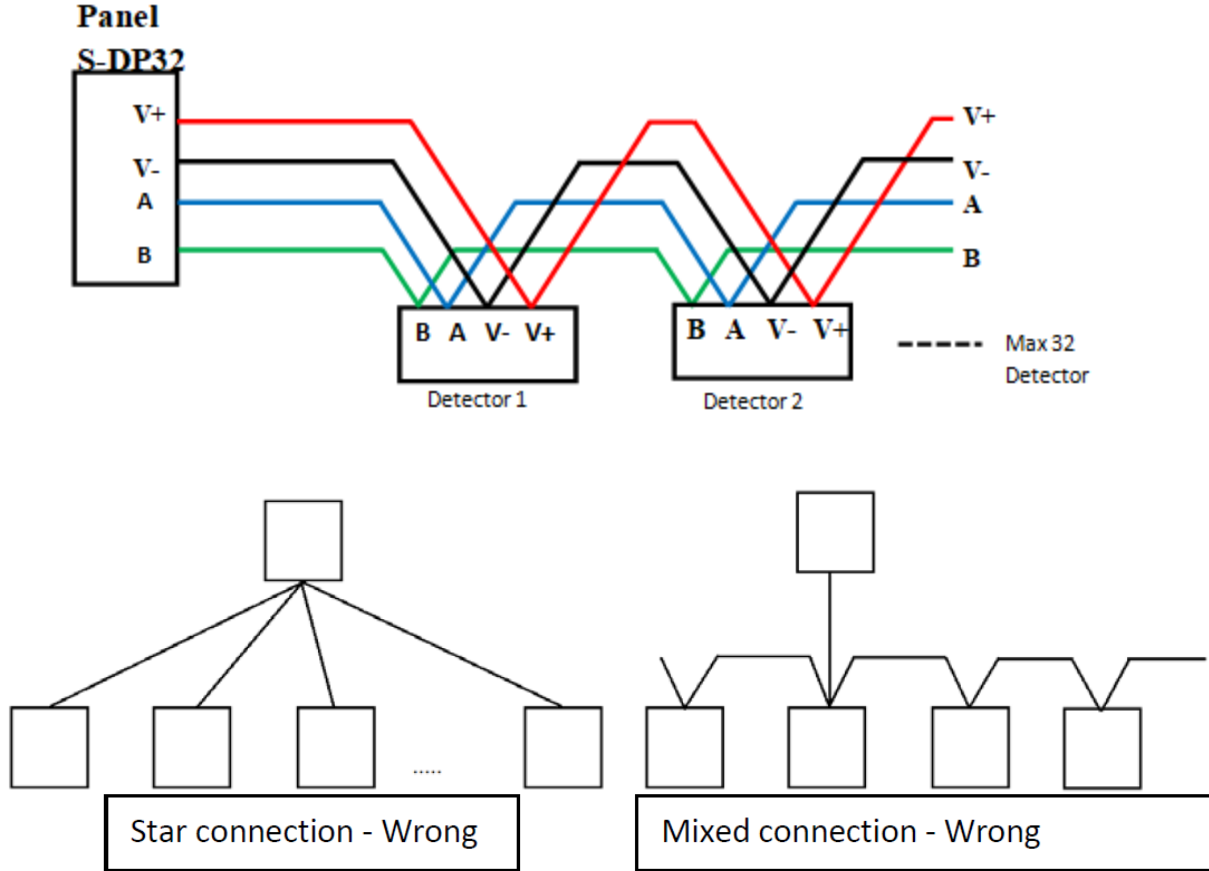 Panel
S-DP32
V+
V-
A
B
V+
V-
A
B
B A V- V+
B A V- V+
Detector 1
Detector 2
Max 32
Detector
.....
Star connection - Wrong
Mixed connection - Wrong